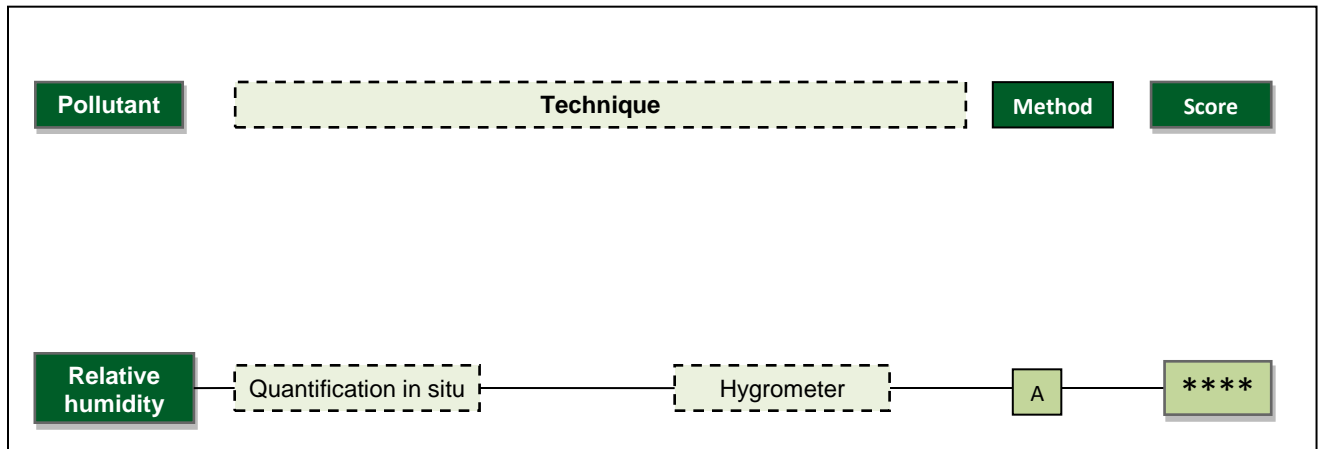 Pollutant
Technique
Method
Score
Relative
humidity
Quantification in situ
Hygrometer
A
****